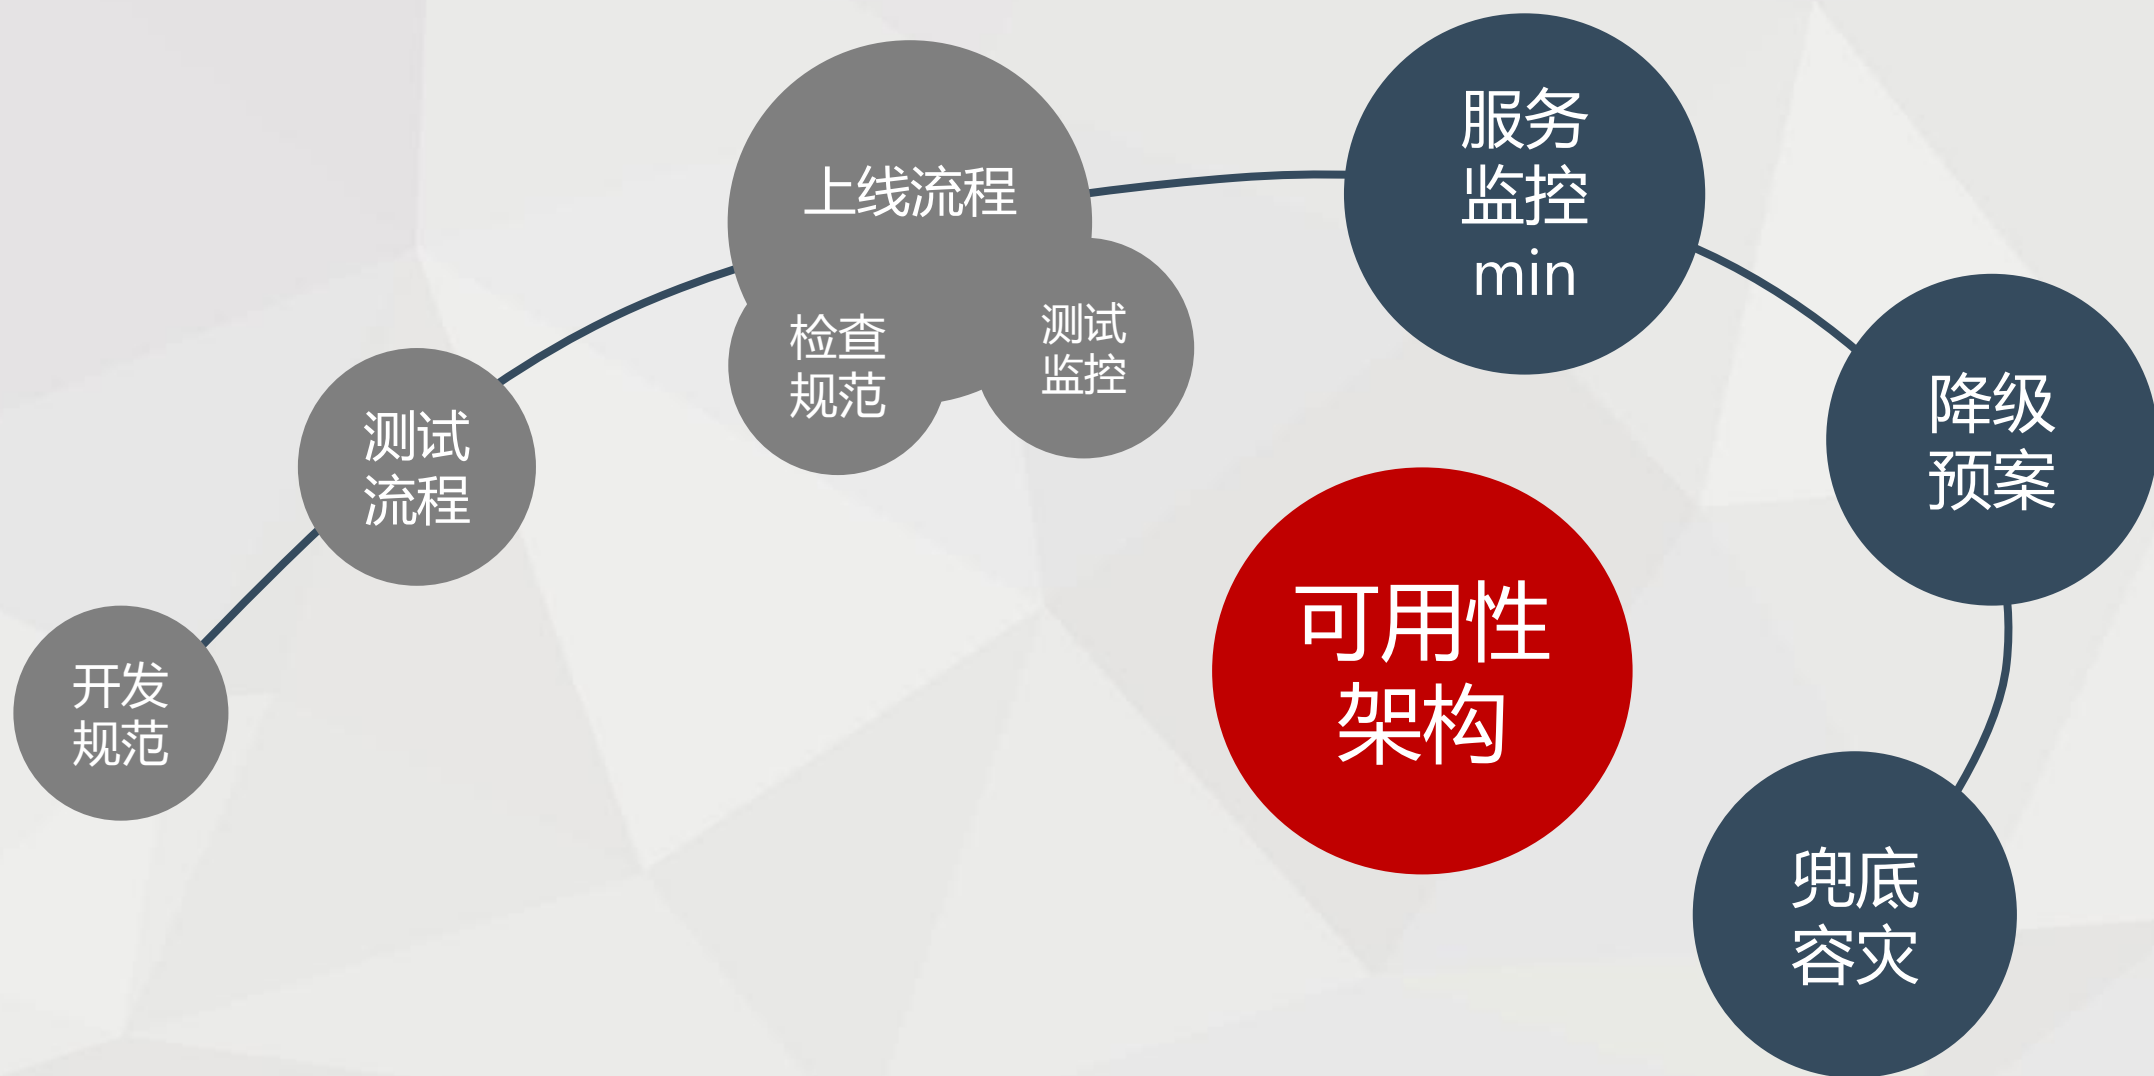 开发
规范
测试
流程
上线流程
检查
规范
测试
监控
服务
监控
min
降级
预案
兜底
容灾
可用性
架构